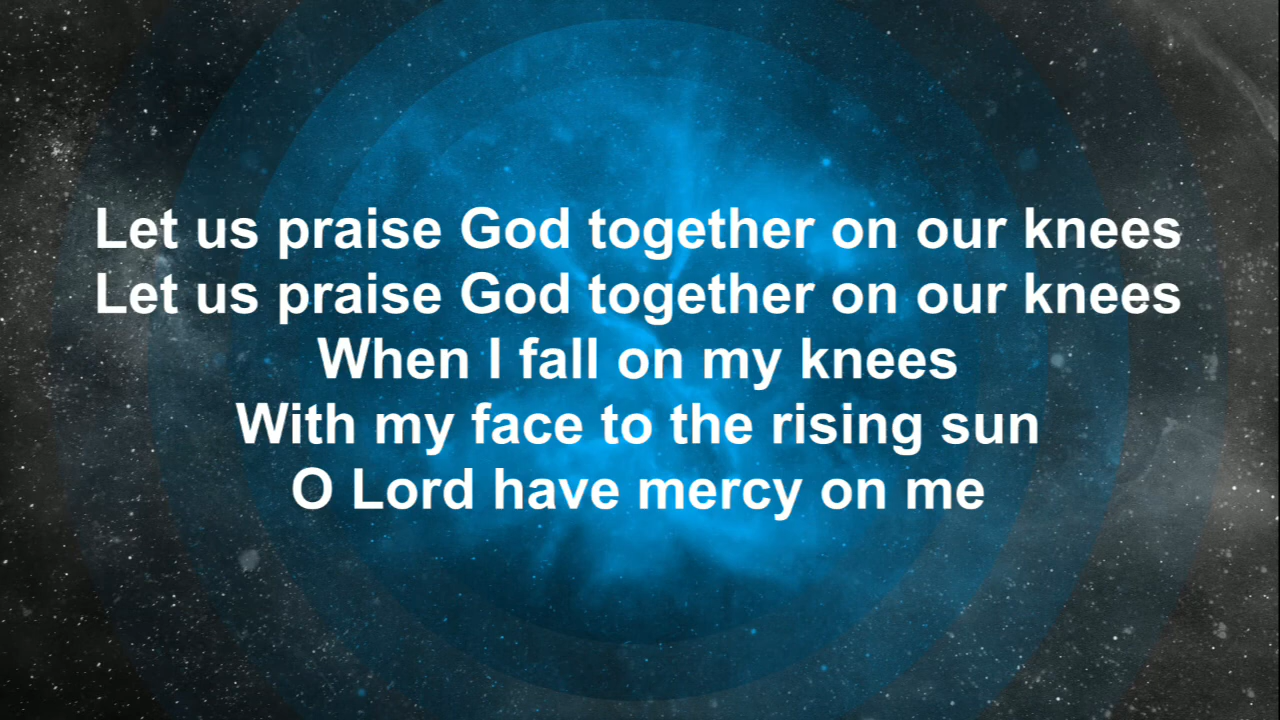 Let us praise God together on our knees
Let us praise God together on our knees
When I fall on my knees
With my face to the rising sun
O Lord have mercy on me